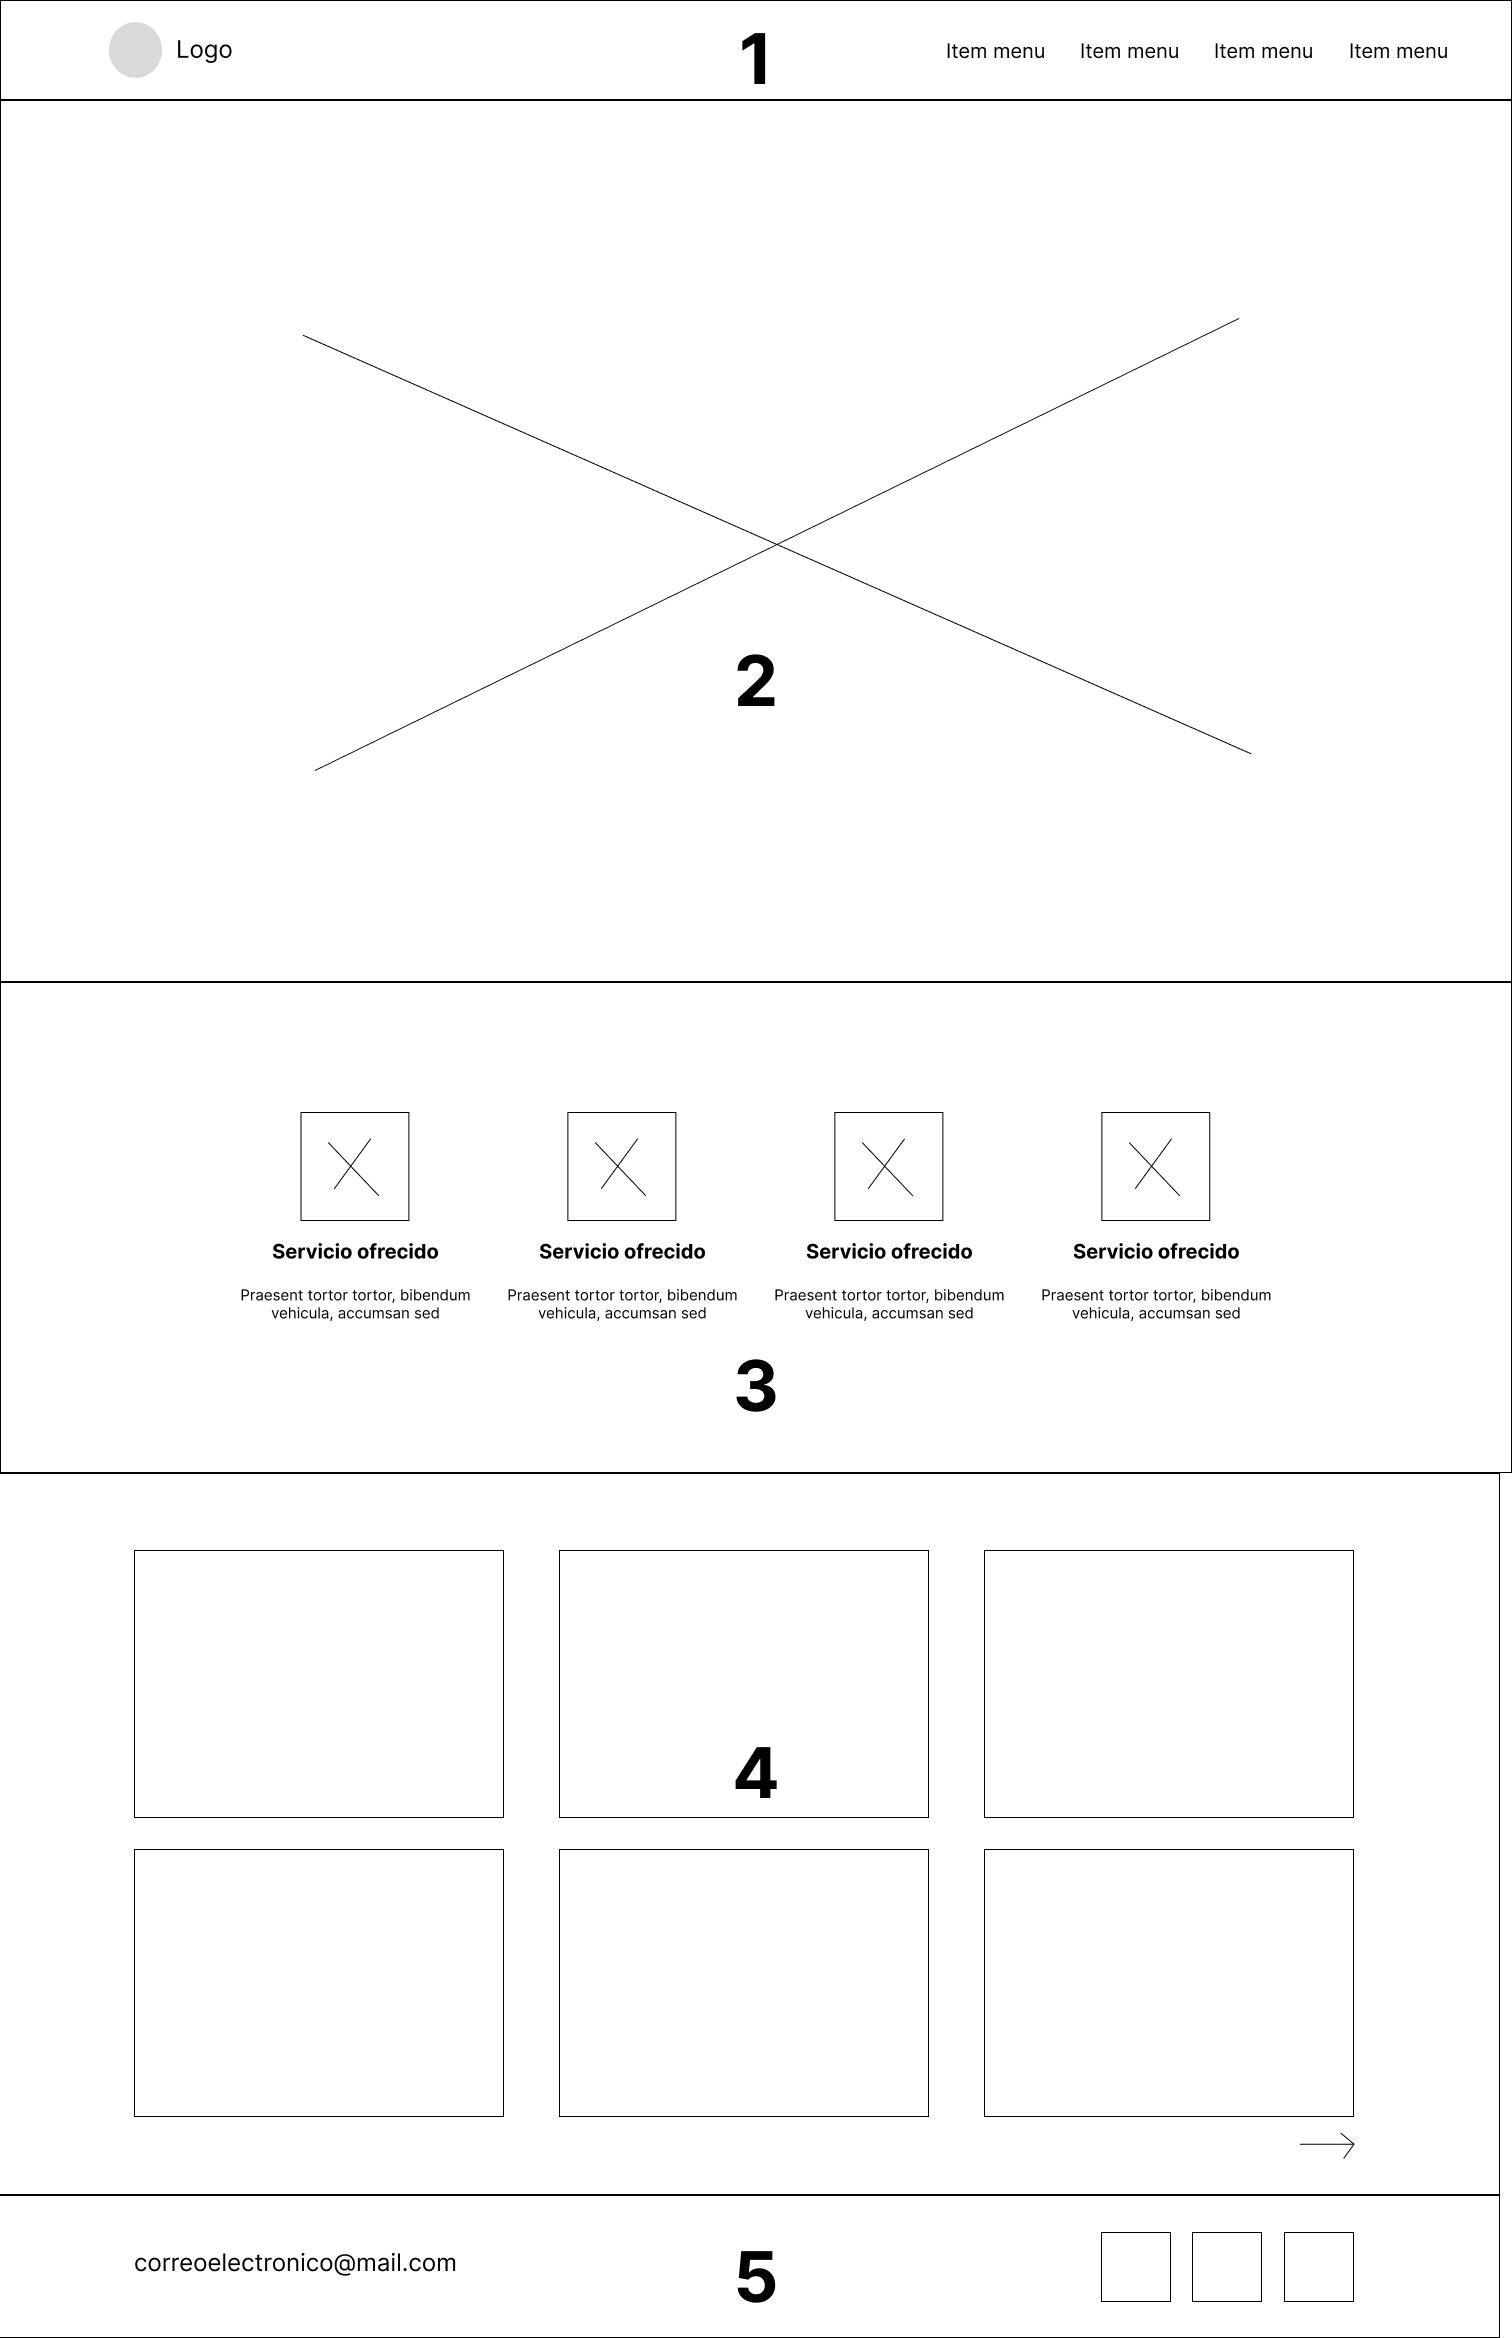 Logo
1
Item menu Item menu Item menu Item menu
2
Servicio ofrecido Servicio ofrecido Servicio ofrecido Servicio ofrecido
Praesent tortor tortor, bibendum Praesent tortor tortor, bibendum Praesent tortor tortor, bibendum Praesent tortor tortor, bibendum
vehicula, accumsan sed vehicula, accumsan sed vehicula, accumsan sed vehicula, accumsan sed
3
4
correoelectronico@mail.com
5